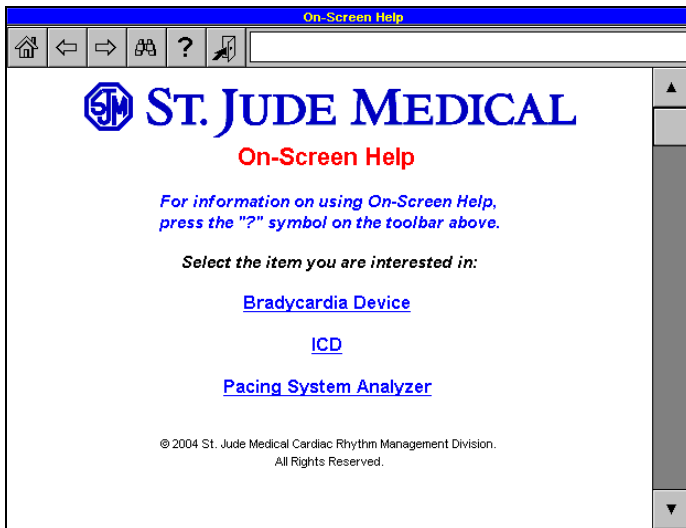 On-Screen Help
?
SJM ST. JUDE MEDICAL
On-Screen Help
For information on using On-Screen Help,
press the "?" symbol on the toolbar above.
Select the item you are interested in:
Bradycardia Device
ICD
Pacing System Analyzer
© 2004 St. Jude Medical Cardiac Rhythm Management Division.
All Rights Reserved.